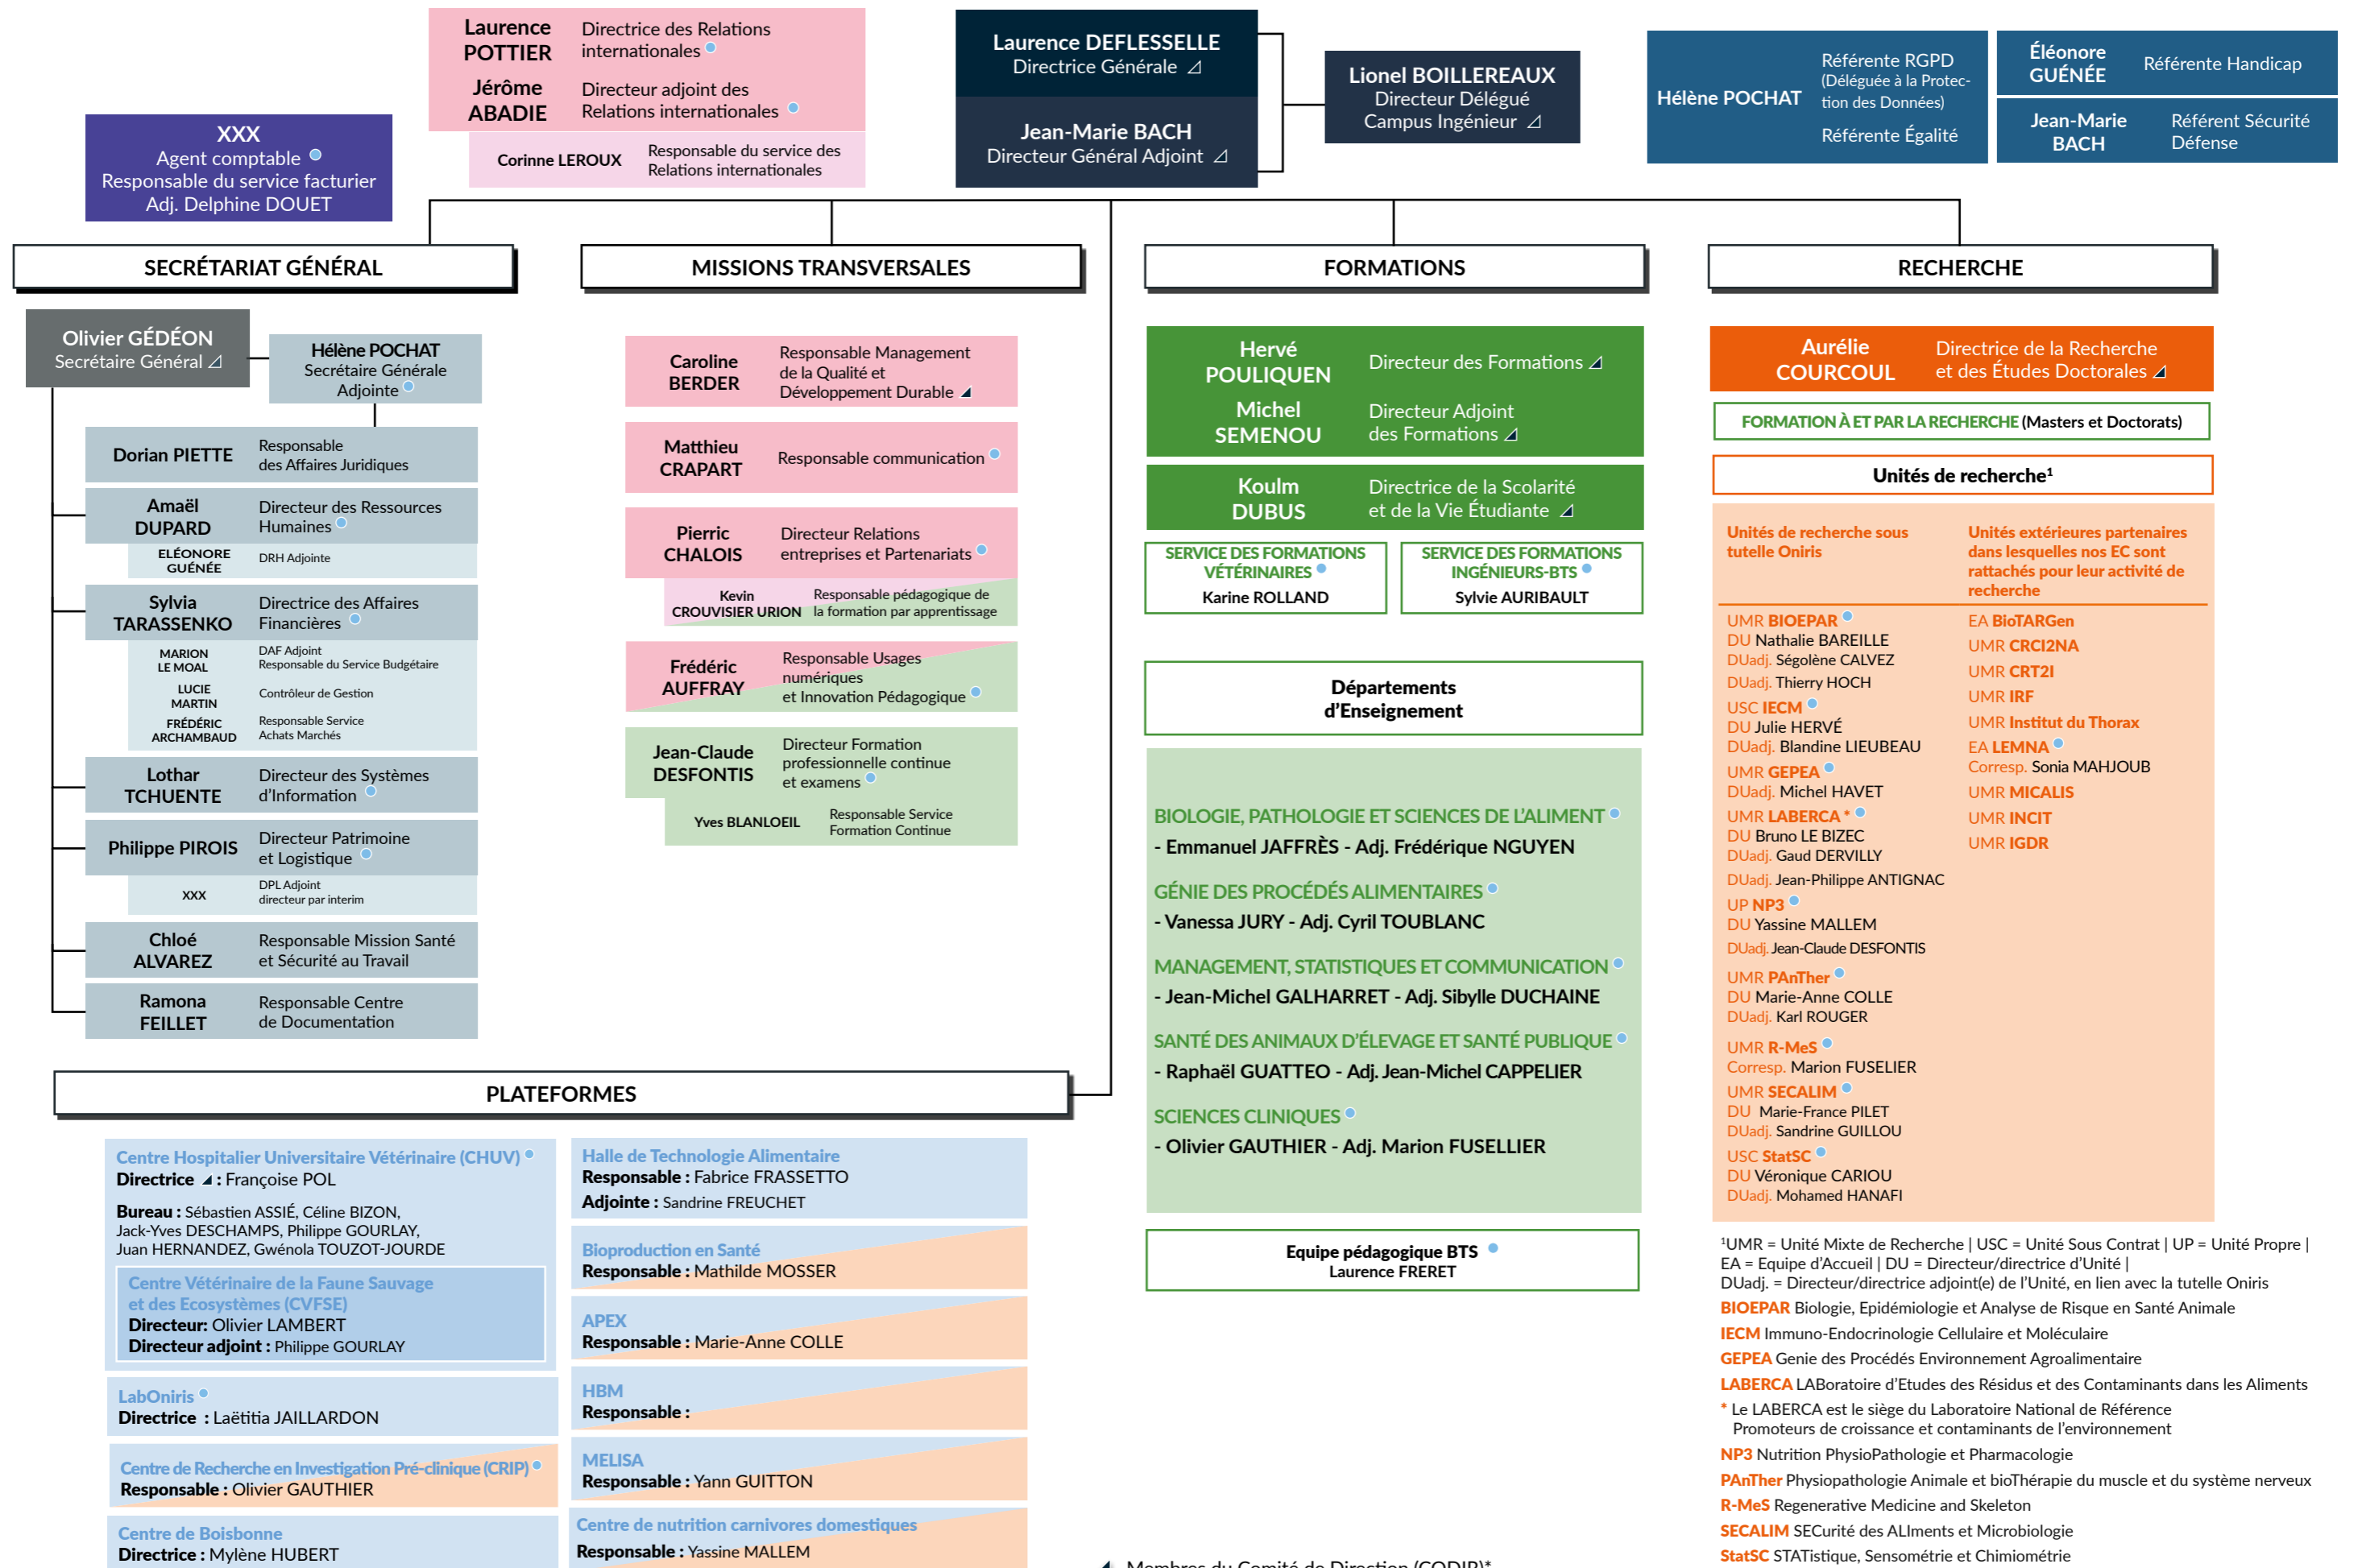 Laurence
POTTIER
Directrice des Relations
internationales
Jérôme
ABADIE
Directeur adjoint des
Relations internationales
Corinne LEROUX
Responsable du service des
Relations internationales
XXX
Agent comptable
Responsable du service facturier
Adj. Delphine DOUET
Laurence DEFLESSELLE
Directrice Générale
Jean-Marie BACH
Directeur Général Adjoint
Lionel BOILLEREAUX
Directeur Délégué
Campus Ingénieur
Hélène POCHAT
Référente RGPD
(Déléguée à la Protec-
tion des Données)
Référente Égalité
Éléonore
GUÉNÉE
Référente Handicap
Jean-Marie
BACH
Référent Sécurité
Défense
SECRÉTARIAT GÉNÉRAL
Olivier GÉDÉON
Secrétaire Général
Hélène POCHAT
Secrétaire Générale
Adjointe
Dorian PIETTE
Responsable
des Affaires Juridiques
Amaël
DUPARD
Directeur des Ressources
Humaines
ELÉONORE
GUÉNÉE
DRH Adjointe
Sylvia
TARASSENKO
Directrice des Affaires
Financières
MARION
LE MOAL
DAF Adjoint
Responsable du Service Budgétaire
LUCIE
MARTIN
Contrôleur de Gestion
FRÉDÉRIC
ARCHAMBAUD
Responsable Service
Achats Marchés
Lothar
TCHUENTE
Directeur des Systèmes
d'Information
Philippe PIROIS
Directeur Patrimoine
et Logistique
XXX
DPL Adjoint
directeur par interim
Chloé
ALVAREZ
Responsable Mission Santé
et Sécurité au Travail
Ramona
FEILLET
Responsable Centre
de Documentation
MISSIONS TRANSVERSALES
Caroline
BERDER
Responsable Management
de la Qualité et
Développement Durable
Matthieu
CRAPART
Responsable communication
Pierric
CHALOIS
Directeur Relations
entreprises et Partenariats
Kevin
CROUVISIER URION
Responsable pédagogique de
la formation par apprentissage
Frédéric
AUFFRAY
Responsable Usages
numériques
et Innovation Pédagogique
Jean-Claude
DESFONTIS
Directeur Formation
professionnelle continue
et examens
Yves BLANLOEIL
Responsable Service
Formation Continue
FORMATIONS
Hervé
POULIQUEN
Directeur des Formations
Michel
SEMENOU
Directeur Adjoint
des Formations
Koulm
DUBUS
Directrice de la Scolarité
et de la Vie Étudiante
SERVICE DES FORMATIONS
VÉTÉRINAIRES
Karine ROLLAND
SERVICE DES FORMATIONS
INGÉNIEURS-BTS
Sylvie AURIBAULT
Départements
d'Enseignement
BIOLOGIE, PATHOLOGIE ET SCIENCES DE L'ALIMENT
- Emmanuel JAFFRÈS - Adj. Frédérique NGUYEN
GÉNIE DES PROCÉDÉS ALIMENTAIRES
- Vanessa JURY - Adj. Cyril TOUBLANC
MANAGEMENT, STATISTIQUES ET COMMUNICATION
- Jean-Michel GALHARRET - Adj. Sibylle DUCHAINE
SANTÉ DES ANIMAUX D'ÉLEVAGE ET SANTÉ PUBLIQUE
- Raphaël GUATTEO - Adj. Jean-Michel CAPPELIER
SCIENCES CLINIQUES
- Olivier GAUTHIER - Adj. Marion FUSELLIER
Equipe pédagogique BTS
Laurence FRERET
RECHERCHE
Aurélie
COURCOUL
Directrice de la Recherche
et des Études Doctorales
FORMATION À ET PAR LA RECHERCHE (Masters et Doctorats)
Unités de recherche¹
Unités de recherche sous
tutelle Oniris
UMR BIOEPAR
DU Nathalie BAREILLE
DUadj. Ségolène CALVEZ
DUadj. Thierry HOCH
USC IECM
DU Julie HERVÉ
DUadj. Blandine LIEUBEAU
UMR GEPEA
DUadj. Michel HAVET
UMR LABERCA *
DU Bruno LE BIZEC
DUadj. Gaud DERVILLY
DUadj. Jean-Philippe ANTIGNAC
UP NP3
DU Yassine MALLEM
DUadj. Jean-Claude DESFONTIS
UMR PAnTher
DU Marie-Anne COLLE
DUadj. Karl ROUGER
UMR R-MeS
Corresp. Marion FUSELIER
UMR SECALIM
DU Marie-France PILET
DUadj. Sandrine GUILLOU
USC StatSC
DU Véronique CARIOU
DUadj. Mohamed HANAFI
Unités extérieures partenaires
dans lesquelles nos EC sont
rattachés pour leur activité de
recherche
EA BioTARGen
UMR CRCI2NA
UMR CRT2I
UMR IRF
UMR Institut du Thorax
EA LEMNA
Corresp. Sonia MAHJOUB
UMR MICALIS
UMR INCIT
UMR IGDR
¹UMR = Unité Mixte de Recherche | USC = Unité Sous Contrat | UP = Unité Propre |
EA = Equipe d'Accueil | DU = Directeur/directrice d'Unité |
DUadj. = Directeur/directrice adjoint(e) de l'Unité, en lien avec la tutelle Oniris
BIOEPAR Biologie, Epidémiologie et Analyse de Risque en Santé Animale
IECM Immuno-Endocrinologie Cellulaire et Moléculaire
GEPEA Genie des Procédés Environnement Agroalimentaire
LABERCA LABoratoire d'Etudes des Résidus et des Contaminants dans les Aliments
* Le LABERCA est le siège du Laboratoire National de Référence
Promoteurs de croissance et contaminants de l'environnement
NP3 Nutrition PhysioPathologie et Pharmacologie
PAnTher Physiopathologie Animale et bioThérapie du muscle et du système nerveux
R-MeS Regenerative Medicine and Skeleton
SECALIM SECurité des ALIments et Microbiologie
StatSC STATistique, Sensométrie et Chimiométrie
PLATEFORMES
Centre Hospitalier Universitaire Vétérinaire (CHUV)
Directrice : Françoise POL
Bureau : Sébastien ASSIÉ, Céline BIZON,
Jack-Yves DESCHAMPS, Philippe GOURLAY,
Juan HERNANDEZ, Gwénola TOUZOT-JOURDE
Centre Vétérinaire de la Faune Sauvage
et des Ecosystèmes (CVFSE)
Directeur: Olivier LAMBERT
Directeur adjoint : Philippe GOURLAY
LabOniris
Directrice : Laëtitia JAILLARDON
Centre de Recherche en Investigation Pré-clinique (CRIP)
Responsable : Olivier GAUTHIER
Centre de Boisbonne
Directrice : Mylène HUBERT
Halle de Technologie Alimentaire
Responsable : Fabrice FRASSETTO
Adjointe : Sandrine FREUCHET
Bioproduction en Santé
Responsable : Mathilde MOSSER
APEX
Responsable : Marie-Anne COLLE
HBM
Responsable :
MELISA
Responsable : Yann GUITTON
Centre de nutrition carnivores domestiques
Responsable : Yassine MALLEM
Membres du Comité de Direction (CODIR)*